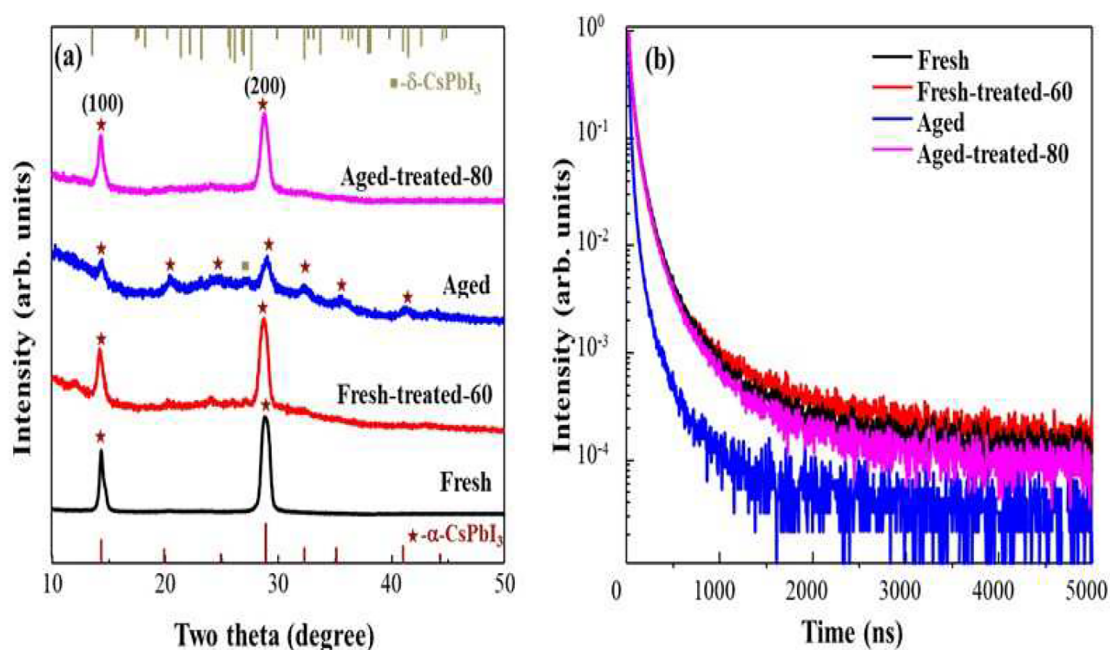 (a)
■-δ-CsPbI₃
(100)
(200)
Aged-treated-80
Aged
Fresh-treated-60
Fresh
★-α-CsPbI₃
10 20 30 40 50
Two theta (degree)
Intensity (arb. units)
(b)
Fresh
Fresh-treated-60
Aged
Aged-treated-80
10⁰
10⁻¹
10⁻²
10⁻³
10⁻⁴
0 1000 2000 3000 4000 5000
Time (ns)
Intensity (arb. units)